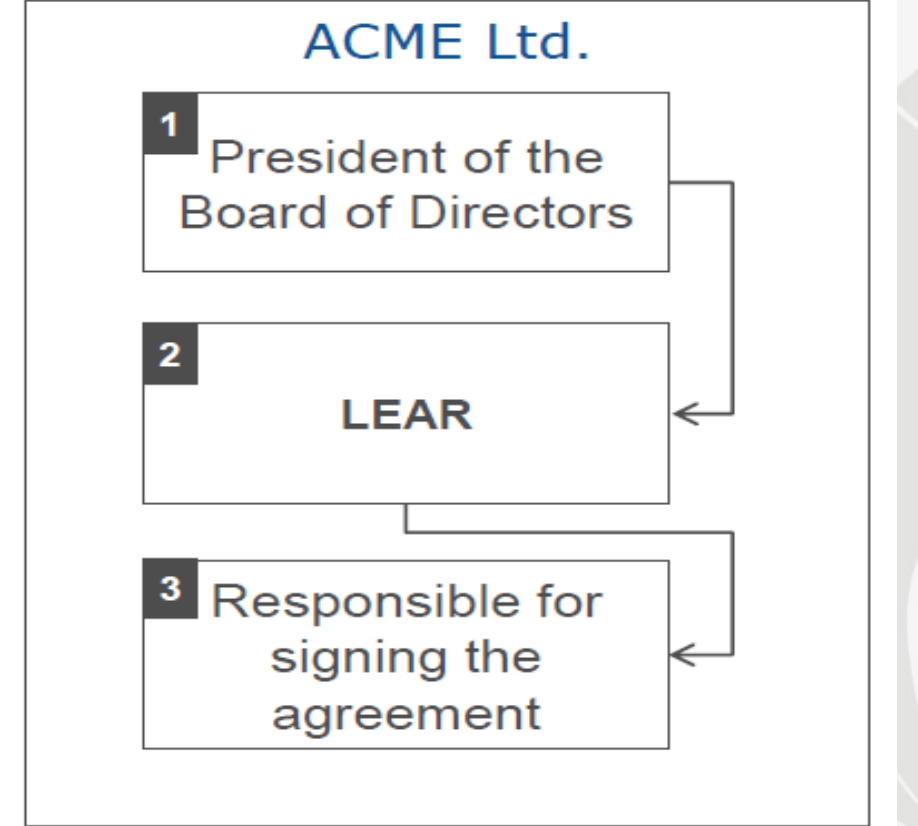 ACME Ltd.
1
President of the
Board of Directors
2
LEAR
3
Responsible for
signing the
agreement